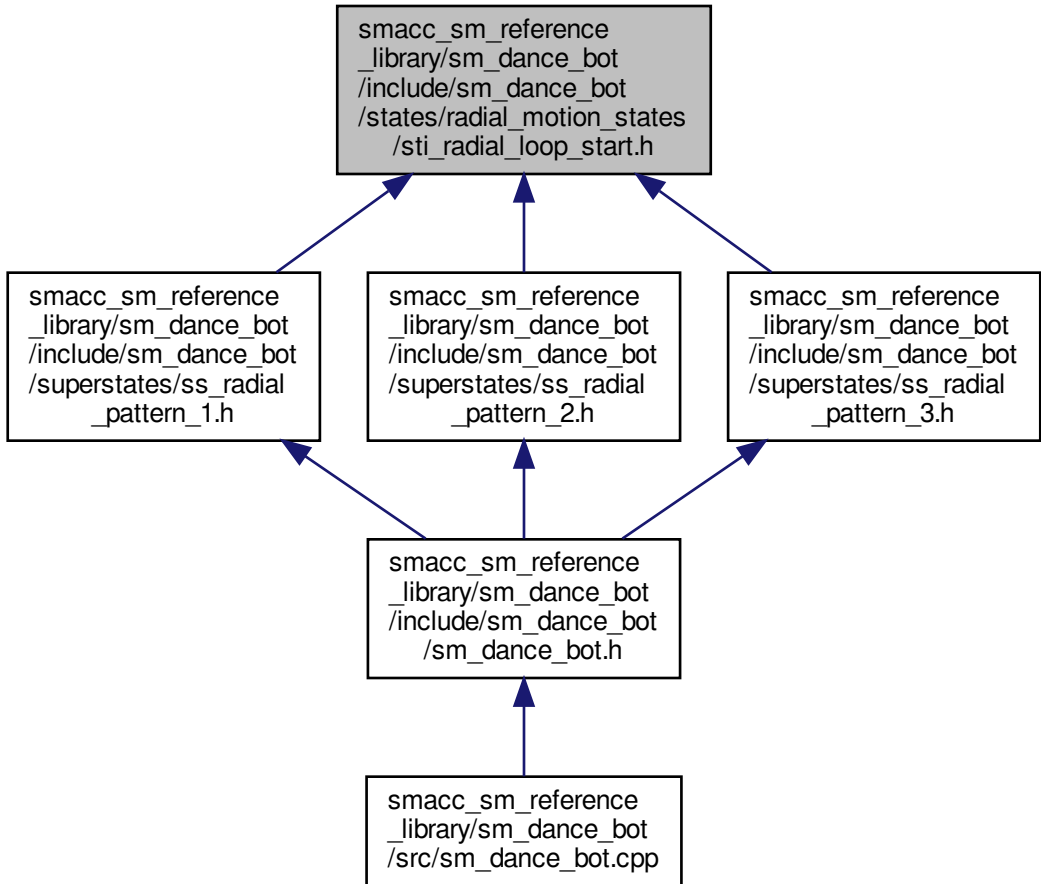 smacc_sm_reference
_library/sm_dance_bot
/include/sm_dance_bot
/states/radial_motion_states
/sti_radial_loop_start.h
smacc_sm_reference
_library/sm_dance_bot
/include/sm_dance_bot
/superstates/ss_radial
_pattern_1.h
smacc_sm_reference
_library/sm_dance_bot
/include/sm_dance_bot
/superstates/ss_radial
_pattern_2.h
smacc_sm_reference
_library/sm_dance_bot
/include/sm_dance_bot
/superstates/ss_radial
_pattern_3.h
smacc_sm_reference
_library/sm_dance_bot
/include/sm_dance_bot
/sm_dance_bot.h
smacc_sm_reference
_library/sm_dance_bot
/src/sm_dance_bot.cpp